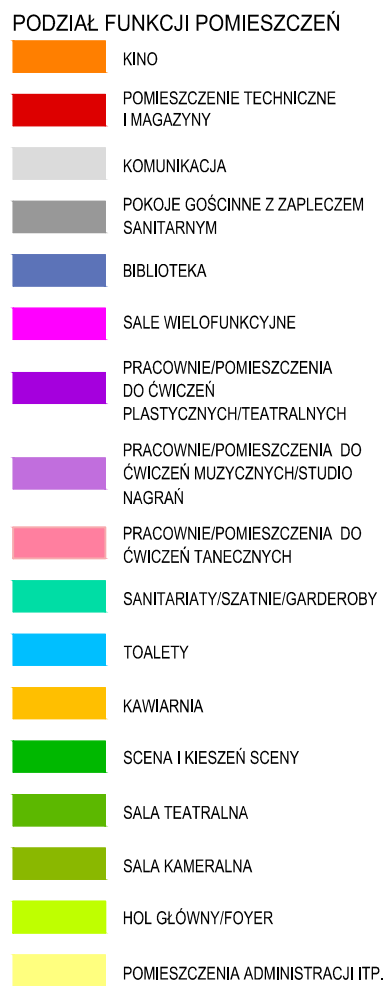 PODZIAŁ FUNKCJI POMIESZCZEŃ
KINO
POMIESZCZENIE TECHNICZNE
I MAGAZYNY
KOMUNIKACJA
POKOJE GOŚCINNE Z ZAPLECZEM
SANITARNYM
BIBLIOTEKA
SALE WIELOFUNKCYJNE
PRACOWNIE/POMIESZCZENIA
DO ĆWICZEŃ
PLASTYCZNYCH/TEATRALNYCH
PRACOWNIE/POMIESZCZENIA DO
ĆWICZEŃ MUZYCZNYCH/STUDIO
NAGRAŃ
PRACOWNIE/POMIESZCZENIA DO
ĆWICZEŃ TANECZNYCH
SANITARIATY/SZATNIE/GARDEROBY
TOALETY
KAWIARNIA
SCENA I KIESZEŃ SCENY
SALA TEATRALNA
SALA KAMERALNA
HOL GŁÓWNY/FOYER
POMIESZCZENIA ADMINISTRACJI ITP.